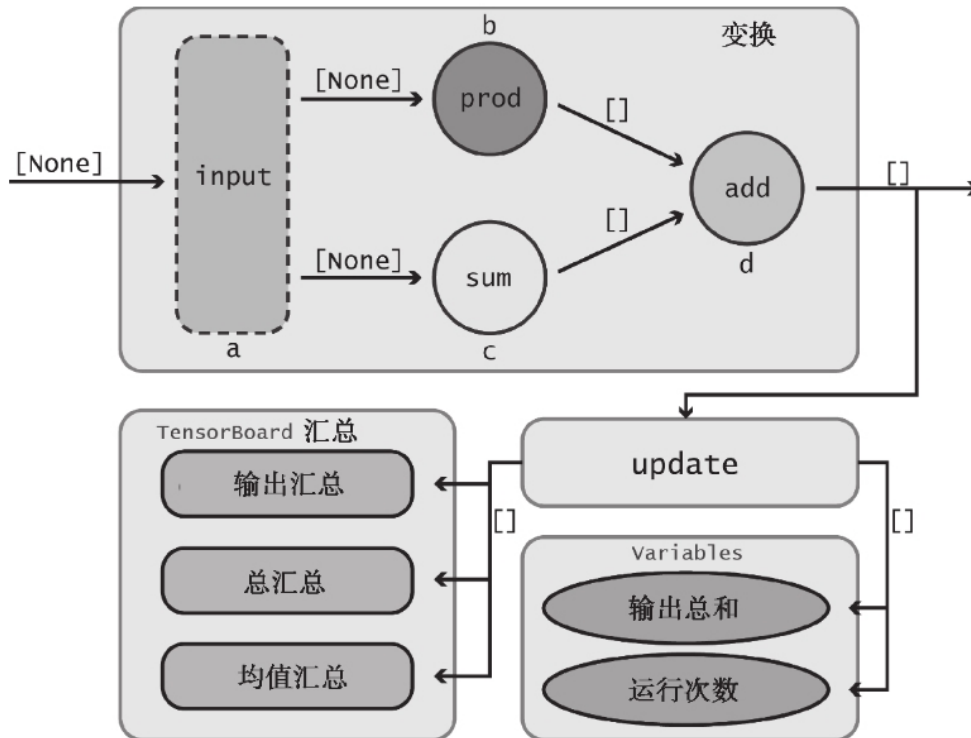 b
变换
[None]
prod
[]
[None]
input
add
[]
[None]
[]
sum
d
a
c
TensorBoard 汇总
update
输出汇总
[]
[]
Variables
总汇总
输出总和
均值汇总
运行次数